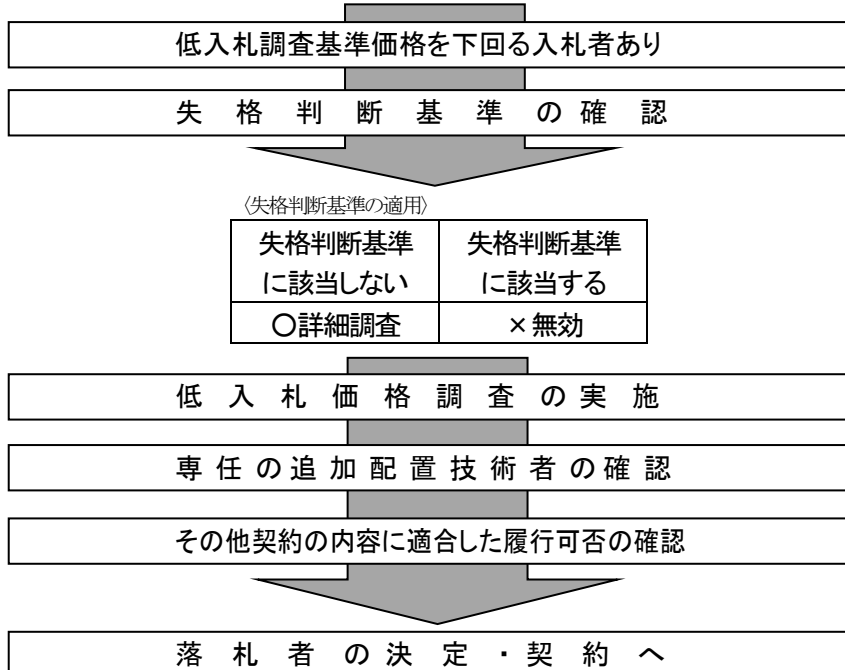 低入札調査基準価格を下回る入札者あり
失格判断基準の確認
〈失格判断基準の適用〉
失格判断基準 失格判断基準
に該当しない に該当する
○詳細調査 ×無効
低入札価格調査の実施
専任の追加配置技術者の確認
その他契約の内容に適合した履行可否の確認
落札者の決定・契約へ